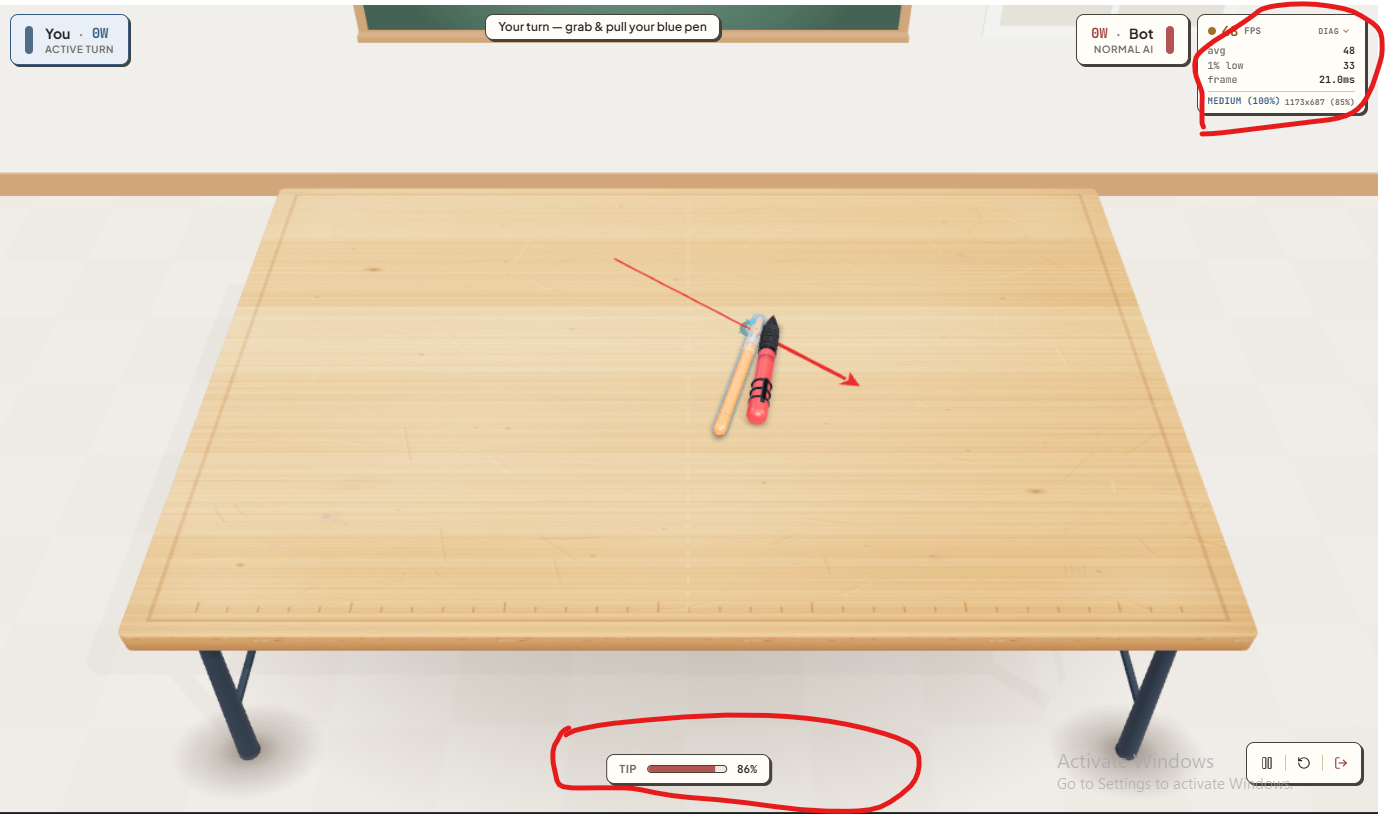 You · 0W
ACTIVE TURN
Your turn — grab & pull your blue pen
0W · Bot
NORMAL AI
48 FPS
DIAG
avg 48
1% low 33
frame 21.0ms
MEDIUM (100%) 1173x687 (85%)
TIP 86%
Activate Windows
Go to Settings to activate Windows.